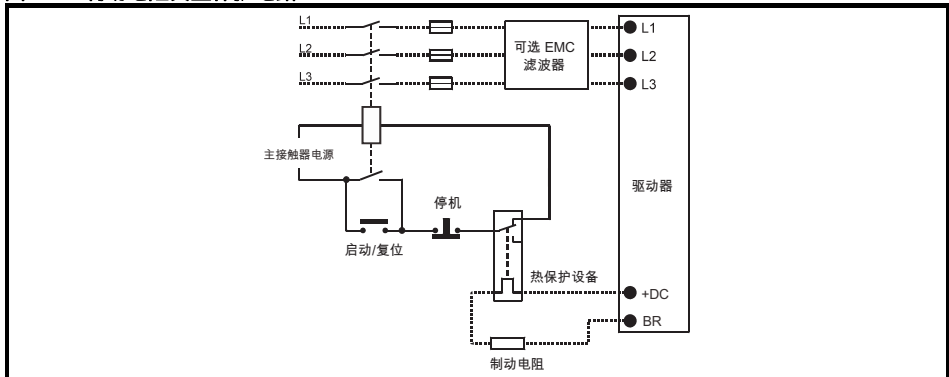 L1
L2
L3
可选 EMC
滤波器
L1
L2
L3
主接触器电源
驱动器
停机
启动/复位
热保护设备
+DC
BR
制动电阻